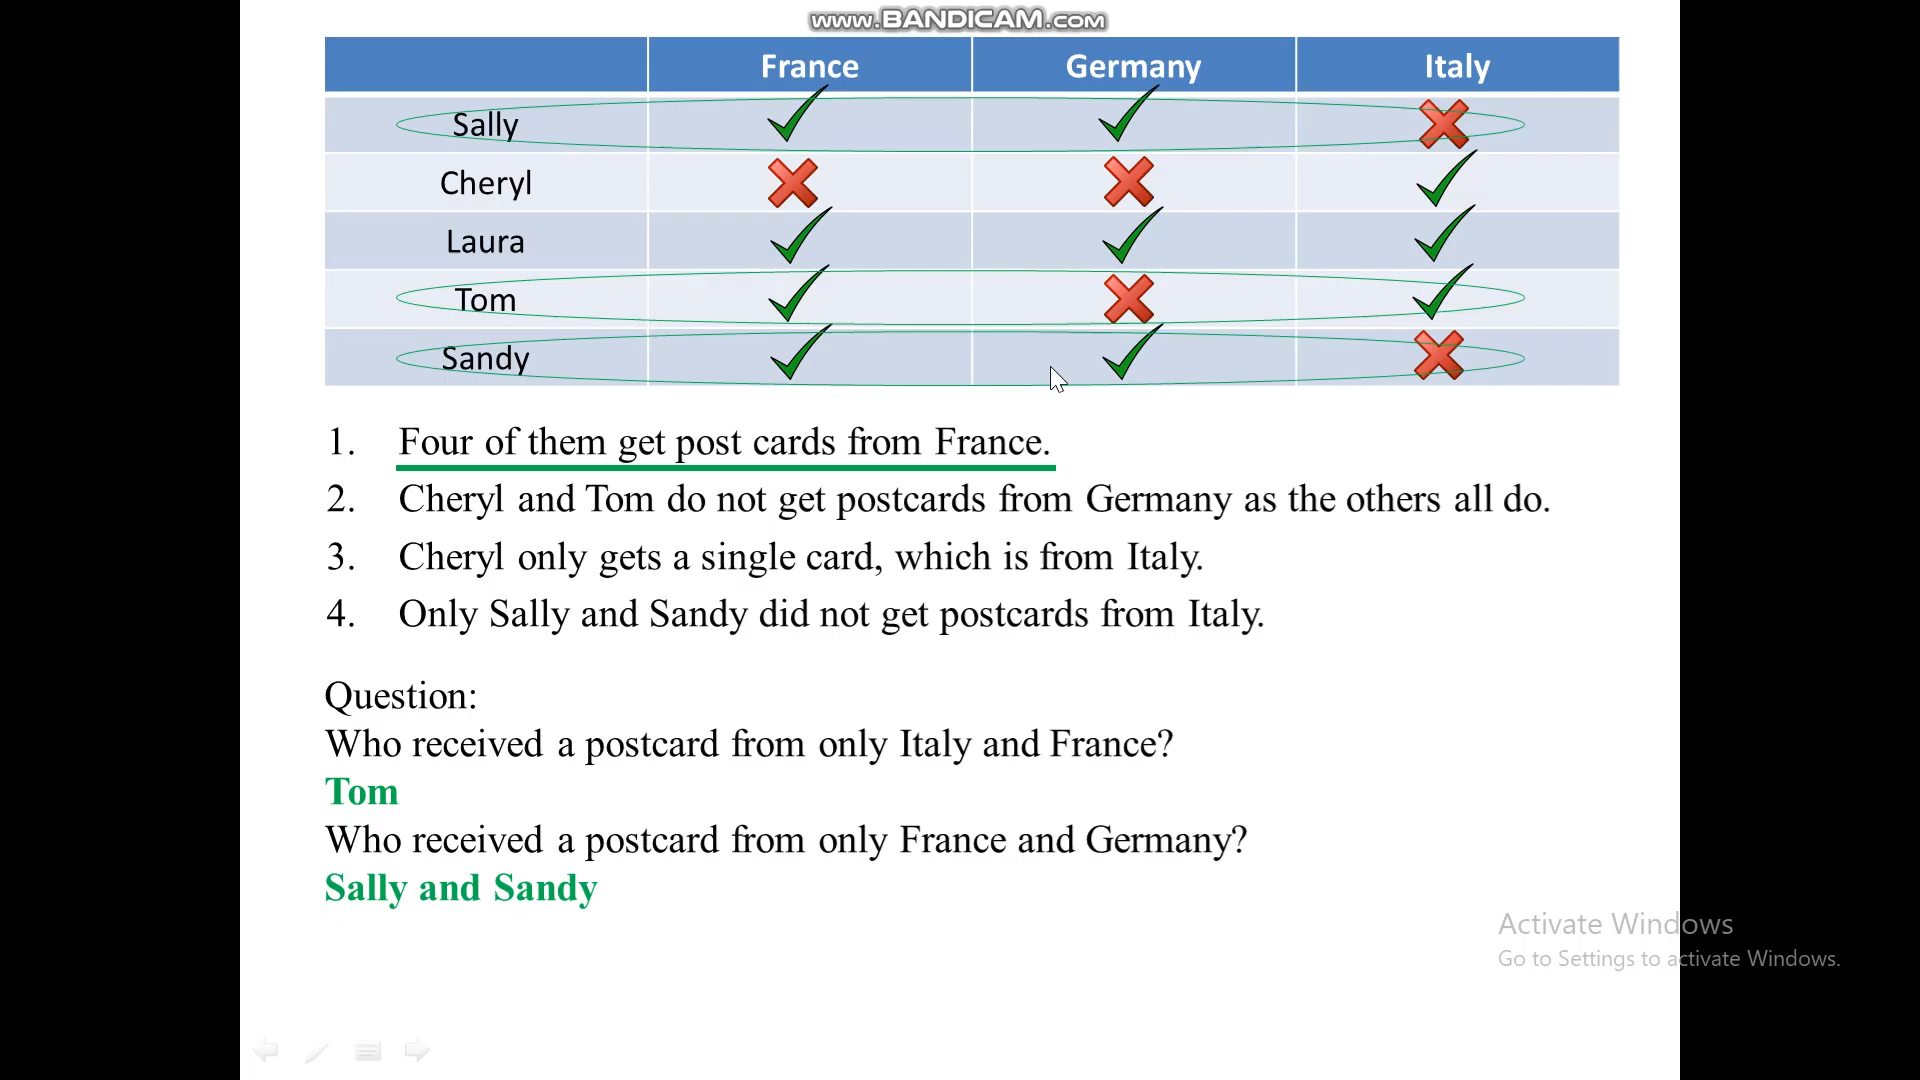 www.BANDICAM.com
France Germany Italy
Sally
Cheryl
Laura
Tom
Sandy
1. Four of them get post cards from France.
2. Cheryl and Tom do not get postcards from Germany as the others all do.
3. Cheryl only gets a single card, which is from Italy.
4. Only Sally and Sandy did not get postcards from Italy.
Question:
Who received a postcard from only Italy and France?
Tom
Who received a postcard from only France and Germany?
Sally and Sandy
Activate Windows
Go to Settings to activate Windows.